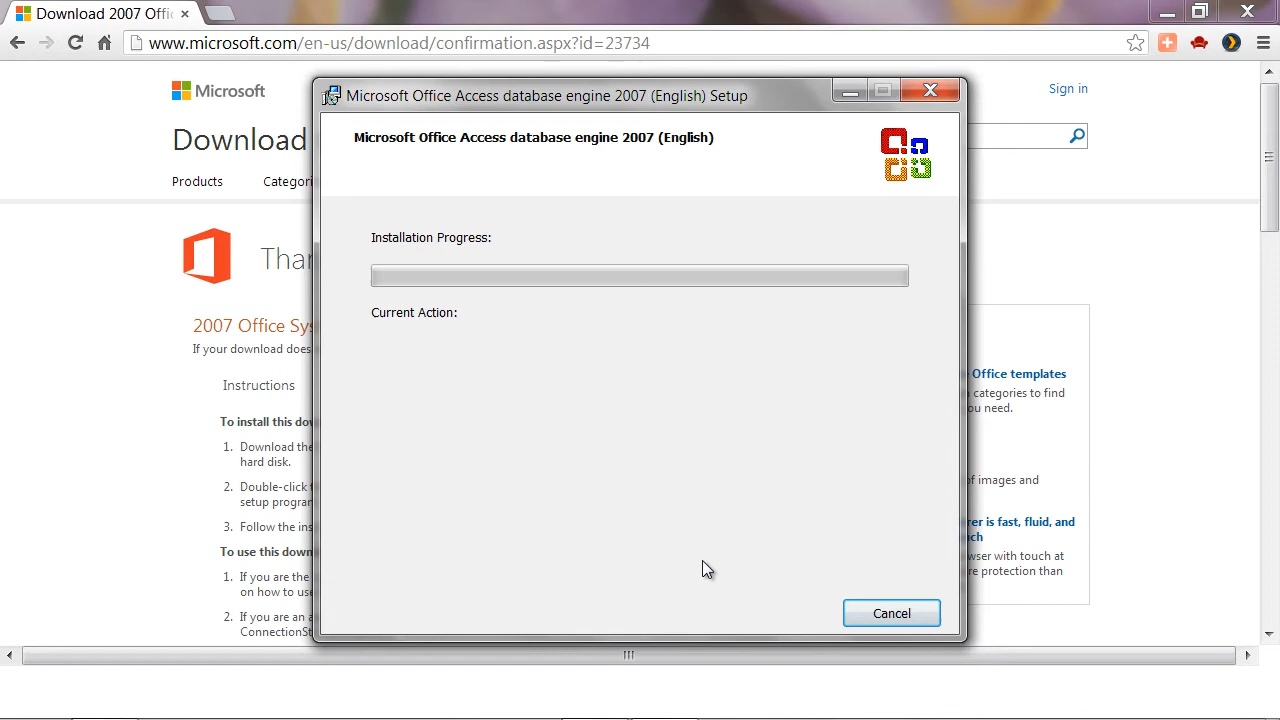 Download 2007 Offi
www.microsoft.com/en-us/download/confirmation.aspx?id=23734
Microsoft
Sign in
Download
Products
Categori
Microsoft Office Access database engine 2007 (English) Setup
Microsoft Office Access database engine 2007 (English)
Installation Progress:
Current Action:
Cancel
Than
2007 Office Sys
If your download does
Instructions
To install this dow
1. Download the
hard disk.
2. Double-click t
setup program
3. Follow the ins
To use this down
1. If you are the
on how to use
2. If you are an a
ConnectionSt
Office templates
categories to find
ou need.
of images and
rer is fast, fluid, and
uch
wser with touch at
re protection than